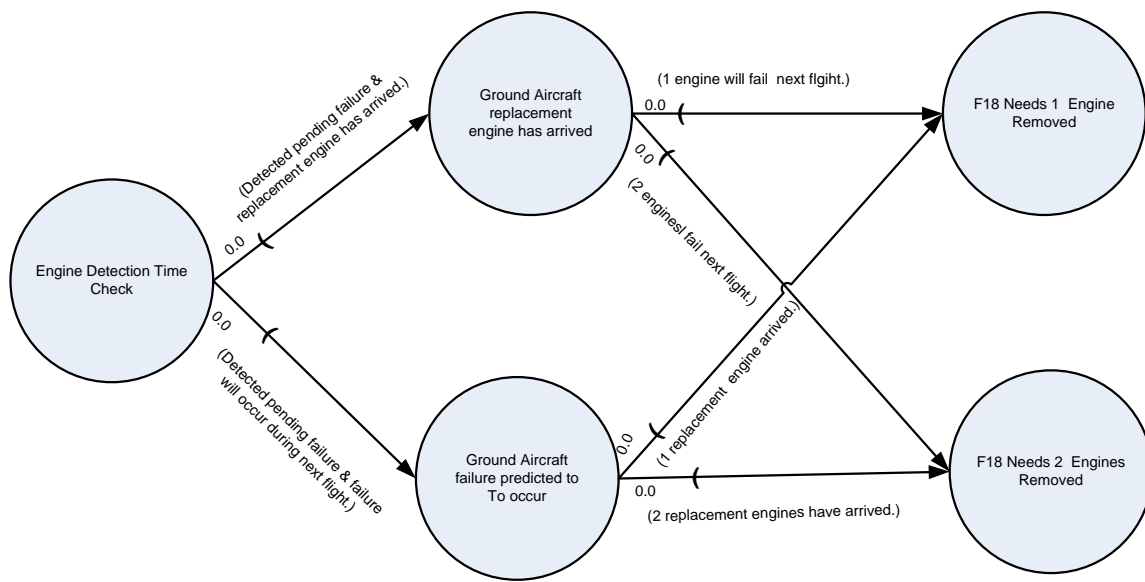 Engine Detection Time
Check
(Detected pending failure &
replacement engine has arrived.)
0.0
0.0
(Detected pending failure & failure
will occur during next flight.)
Ground Aircraft
replacement
engine has arrived
Ground Aircraft
failure predicted to
To occur
(1 engine will fail  next flgiht.)
0.0
0.0
(2 enginesl fail next flight.)
(1 replacement  engine arrived.)
0.0
0.0
(2 replacement engines have arrived.)
F18 Needs 1  Engine
Removed
F18 Needs 2  Engines
Removed